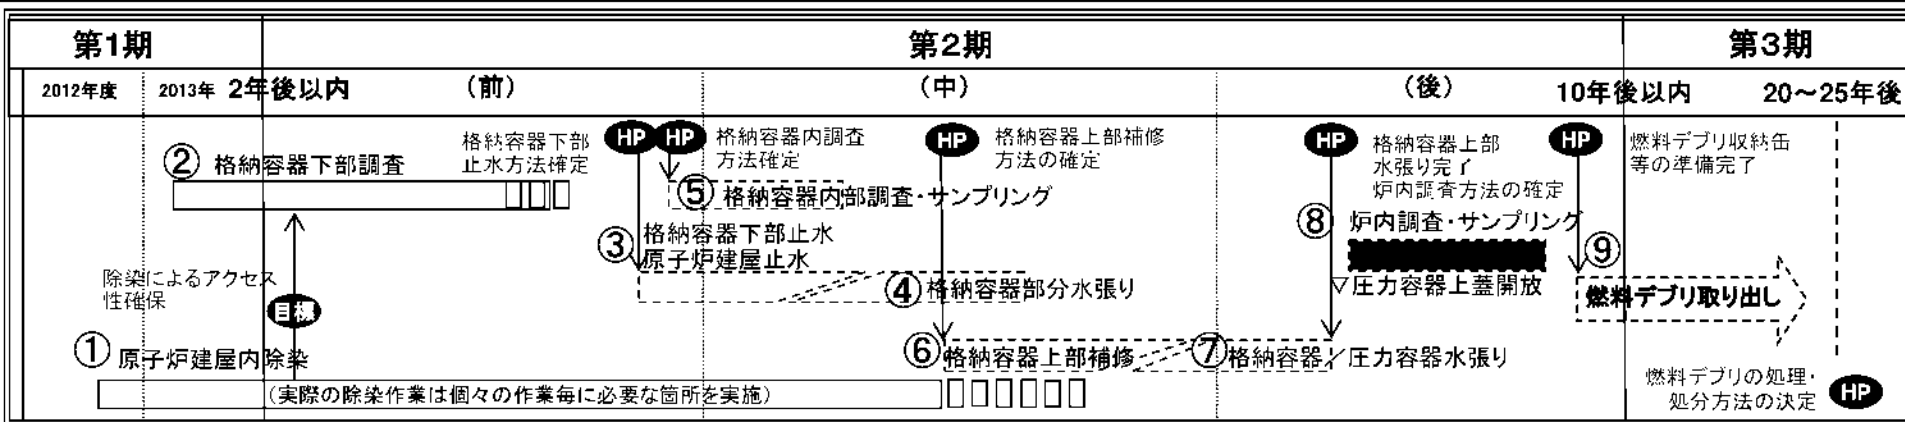 第1期
第2期
第3期
2012年度
2013年 2年後以内
(前)
(中)
(後)
10年後以内
20～25年後
② 格納容器下部調査
格納容器下部
止水方法確定
HP
HP
格納容器内調査
方法確定
HP
格納容器上部補修
方法の確定
HP
格納容器上部
水張り完了
炉内調査方法の確定
HP
燃料デブリ収納缶
等の準備完了
⑤ 格納容器内部調査・サンプリング
③ 格納容器下部止水
原子炉建屋止水
⑧ 炉内調査・サンプリング
▽圧力容器上蓋開放
⑨
燃料デブリ取り出し
④ 格納容器部分水張り
除染によるアクセス
性確保
目標
① 原子炉建屋内除染
(実際の除染作業は個々の作業毎に必要な箇所を実施)
⑥ 格納容器上部補修
⑦ 格納容器／圧力容器水張り
燃料デブリの処理・
処分方法の決定
HP